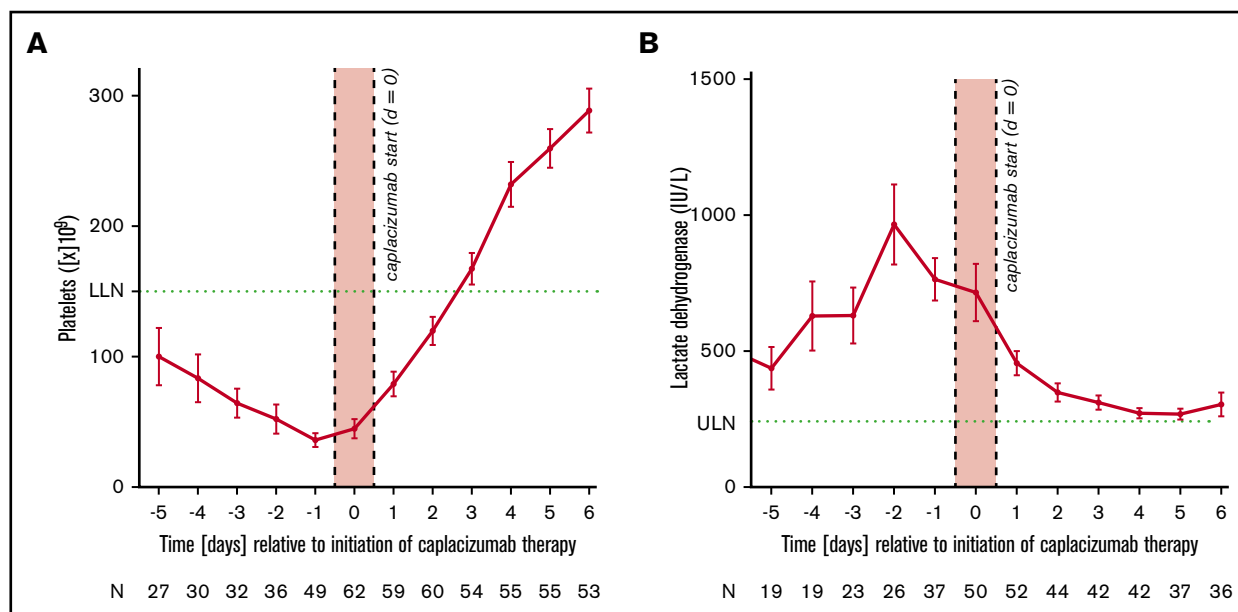 A
Platelets ([x]10⁹)
300
200
LLN
100
0
caplacizumab start (d = 0)
-5 -4 -3 -2 -1 0 1 2 3 4 5 6
Time [days] relative to initiation of caplacizumab therapy
N 27 30 32 36 49 62 59 60 54 55 55 53
B
Lactate dehydrogenase (IU/L)
1500
1000
500
ULN
0
caplacizumab start (d = 0)
-5 -4 -3 -2 -1 0 1 2 3 4 5 6
Time [days] relative to initiation of caplacizumab therapy
N 19 19 23 26 37 50 52 44 42 42 37 36